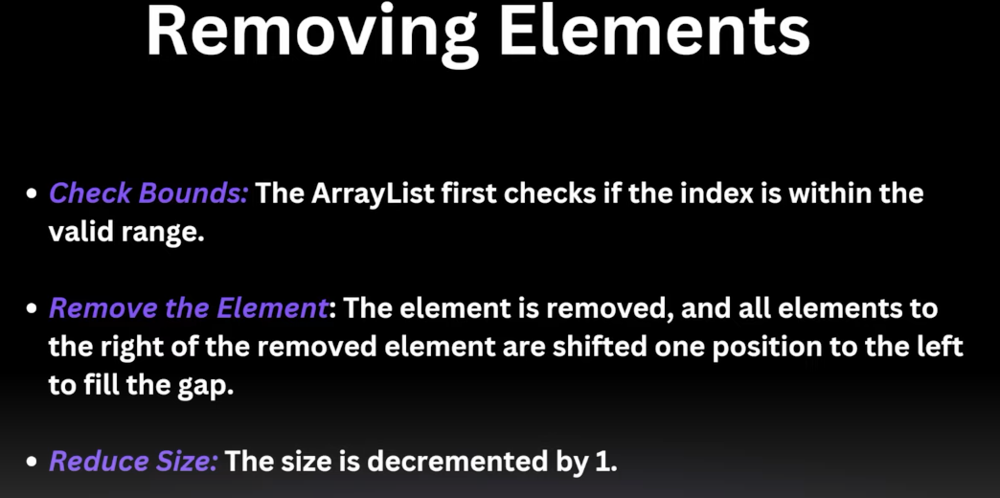 Removing Elements
• Check Bounds: The ArrayList first checks if the index is within the
valid range.
• Remove the Element: The element is removed, and all elements to
the right of the removed element are shifted one position to the left
to fill the gap.
• Reduce Size: The size is decremented by 1.